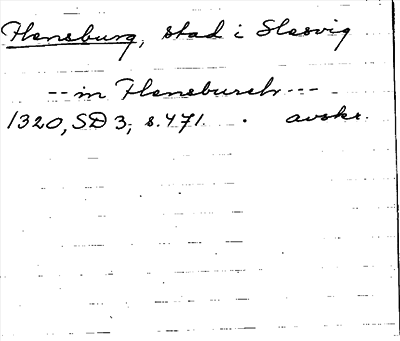 Flensburg, stad i Slesvig
-- in Flensburch ---
1320, SD 3, s. 471. avskr.